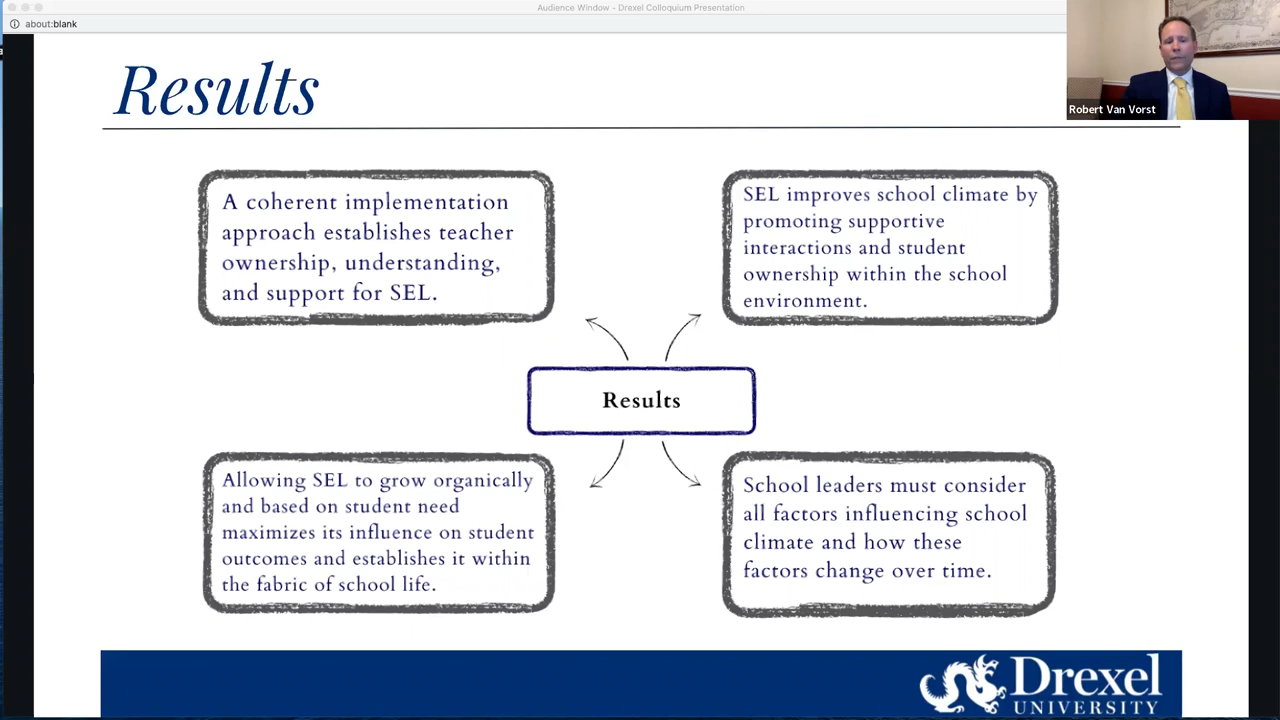 Audience Window - Drexel Colloquium Presentation
about:blank
Robert Van Vorst
Results
A coherent implementation
approach establishes teacher
ownership, understanding,
and support for SEL.
SEL improves school climate by
promoting supportive
interactions and student
ownership within the school
environment.
Results
Allowing SEL to grow organically
and based on student need
maximizes its influence on student
outcomes and establishes it within
the fabric of school life.
School leaders must consider
all factors influencing school
climate and how these
factors change over time.
Drexel
UNIVERSITY